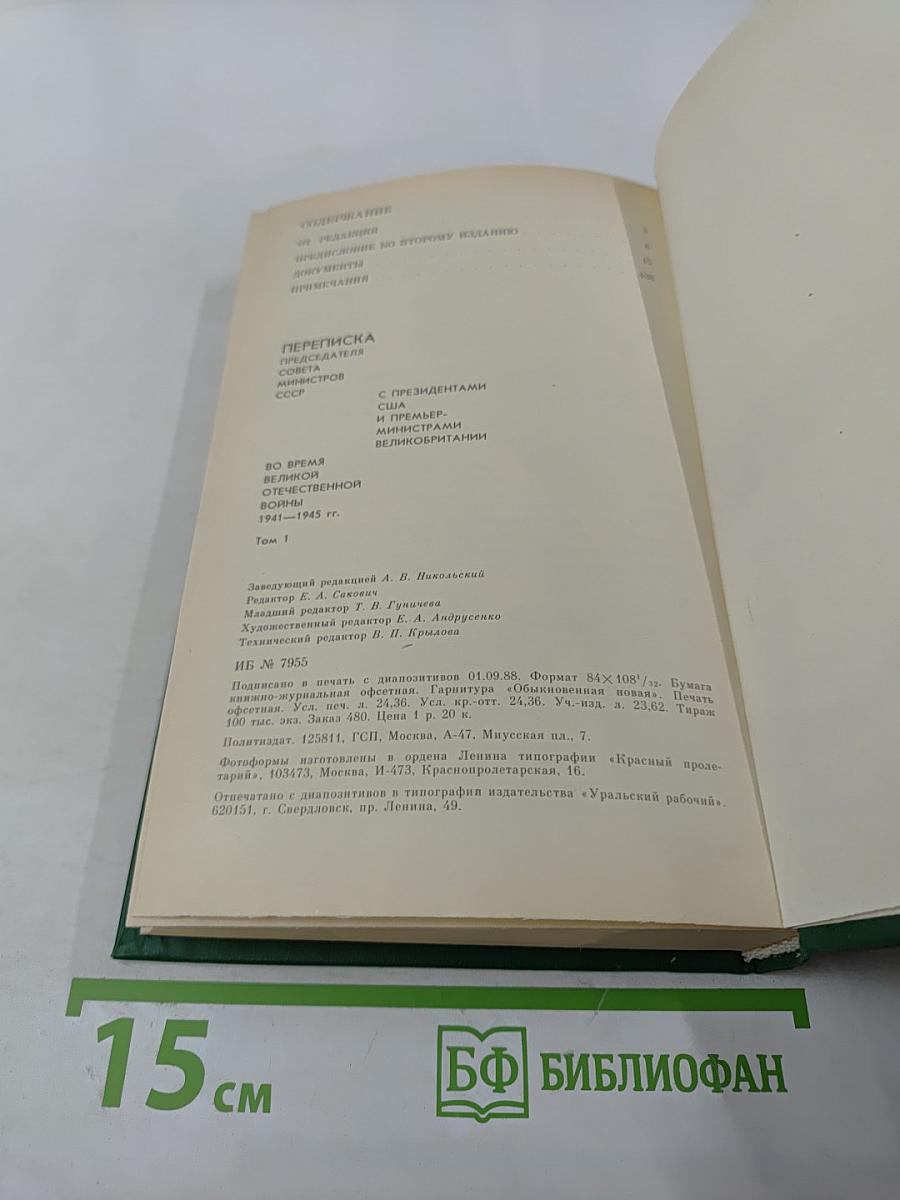 СОДЕРЖАНИЕ
ОТ РЕДАКЦИИ
ПРЕДИСЛОВИЕ КО ВТОРОМУ ИЗДАНИЮ
ДОКУМЕНТЫ
ПРИМЕЧАНИЯ
ПЕРЕПИСКА
ПРЕДСЕДАТЕЛЯ
СОВЕТА
МИНИСТРОВ
СССР
С ПРЕЗИДЕНТАМИ
США
И ПРЕМЬЕР-
МИНИСТРАМИ
ВЕЛИКОБРИТАНИИ
ВО ВРЕМЯ
ВЕЛИКОЙ
ОТЕЧЕСТВЕННОЙ
ВОЙНЫ
1941—1945 гг.
Том 1
Заведующий редакцией А. В. Никольский
Редактор Е. А. Сакович
Младший редактор Т. В. Гуничева
Художественный редактор Е. А. Андрусенко
Технический редактор В. П. Крылова
ИБ № 7955
Подписано в печать с диапозитивов 01.09.88. Формат 84×108¹/₃₂. Бумага
книжно-журнальная офсетная. Гарнитура «Обыкновенная новая». Печать
офсетная. Усл. печ. л. 24,36. Усл. кр.-отт. 24,36. Уч.-изд. л. 23,62. Тираж
100 тыс. экз. Заказ 480. Цена 1 р. 20 к.
Политиздат. 125811, ГСП, Москва, А-47, Миусская пл., 7.
Фотоформы изготовлены в ордена Ленина типографии «Красный проле-
тарий», 103473, Москва, И-473, Краснопролетарская, 16.
Отпечатано с диапозитивов в типографии издательства «Уральский рабочий».
620151, г. Свердловск, пр. Ленина, 49.
15 см
БФ БИБЛИОФАН